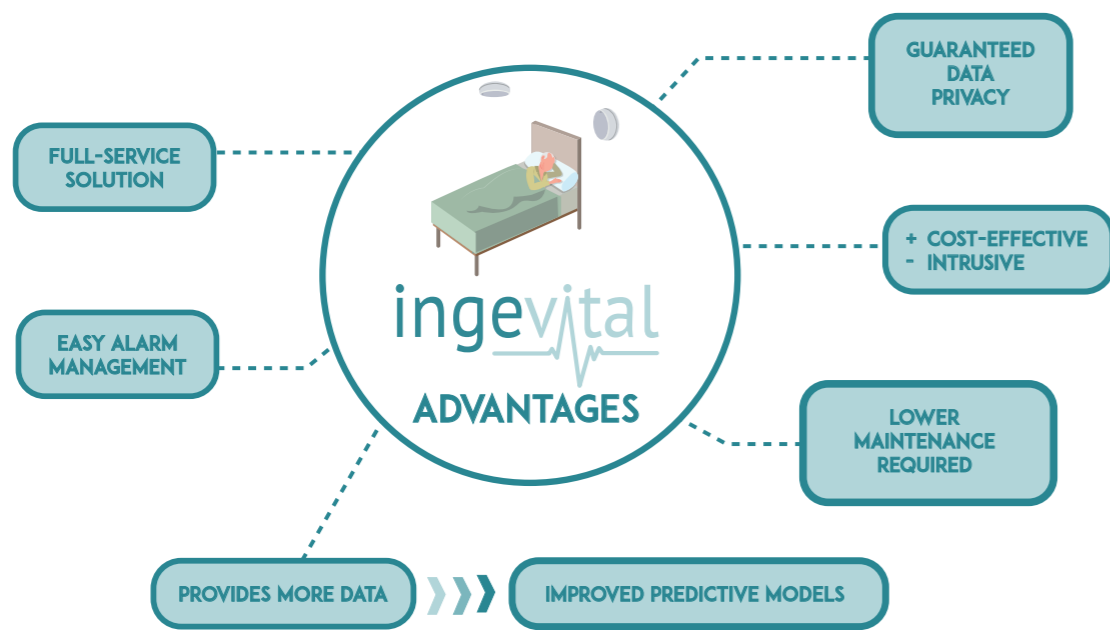 GUARANTEED
DATA
PRIVACY
FULL-SERVICE
SOLUTION
+ COST-EFFECTIVE
- INTRUSIVE
ingevital
ADVANTAGES
EASY ALARM
MANAGEMENT
LOWER
MAINTENANCE
REQUIRED
PROVIDES MORE DATA
IMPROVED PREDICTIVE MODELS